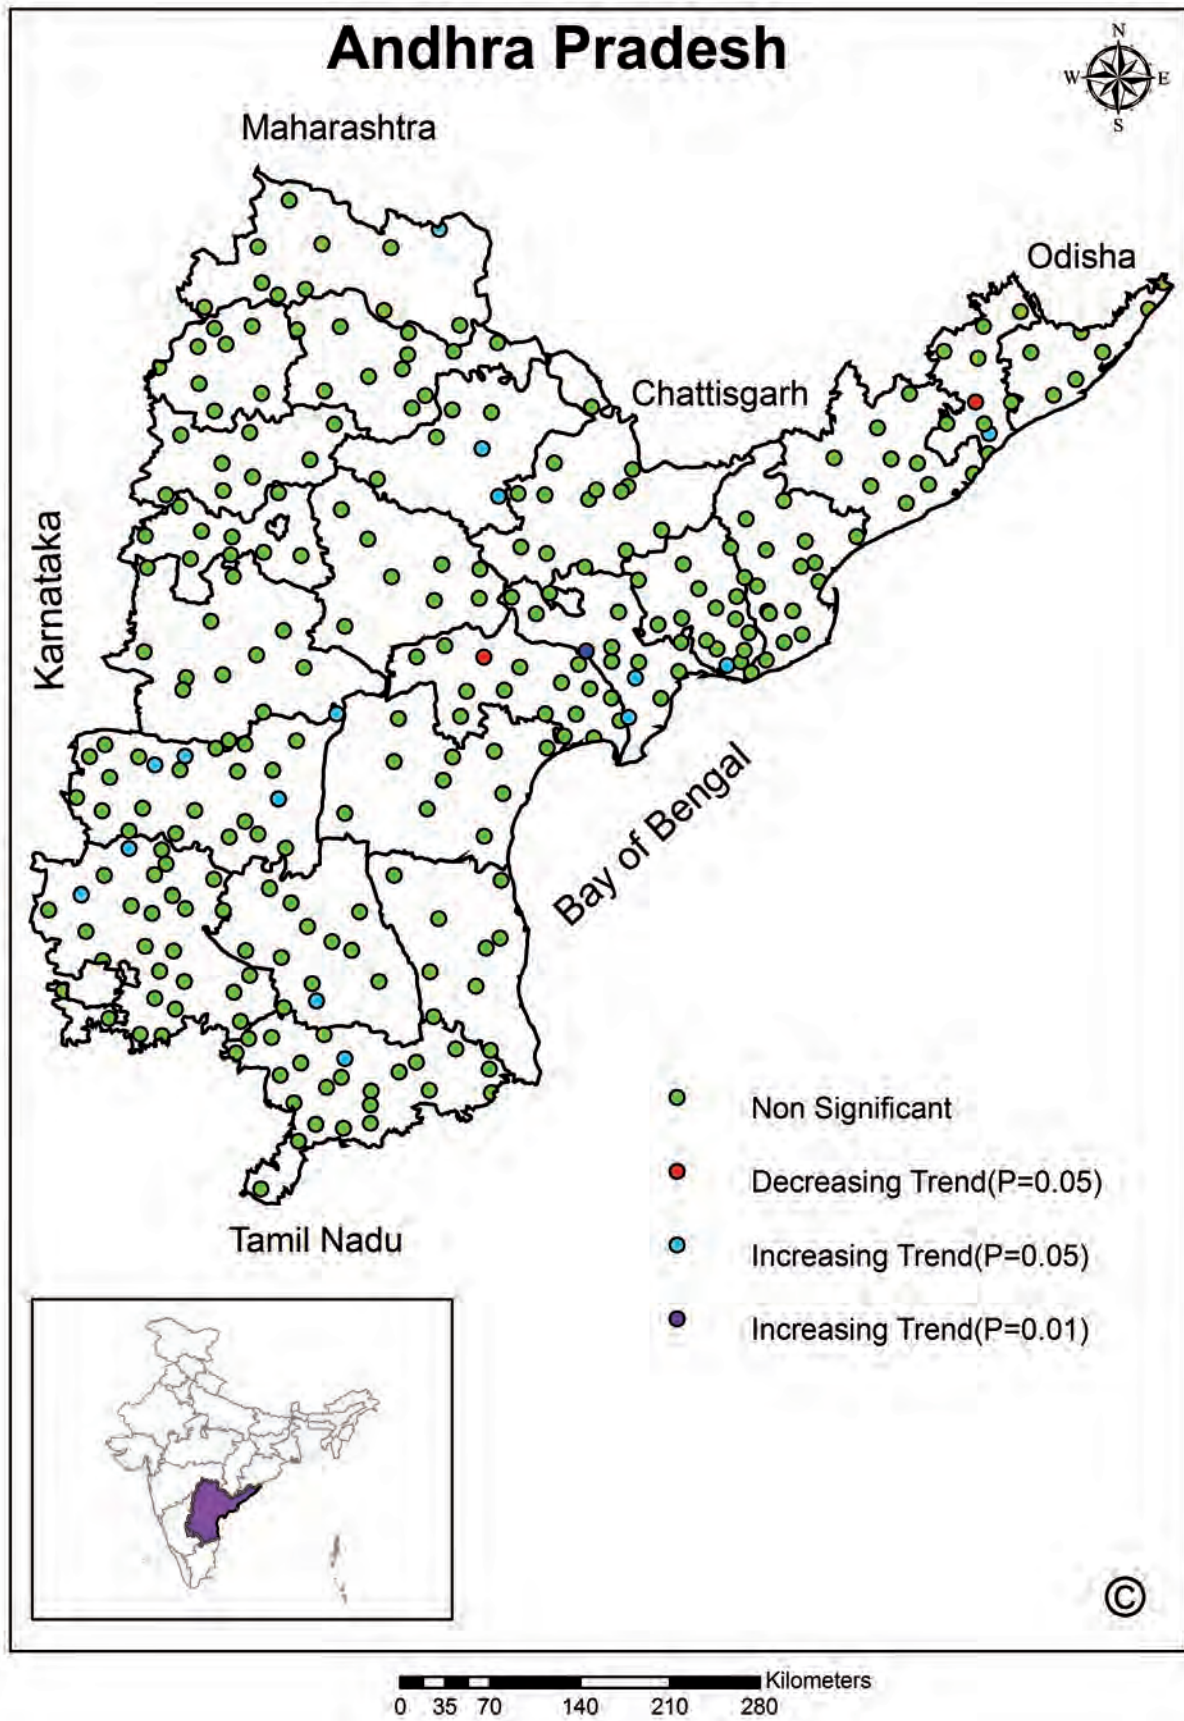 Andhra Pradesh
N
W E
S
Maharashtra
Odisha
Chattisgarh
Karnataka
Bay of Bengal
Non Significant
Decreasing Trend(P=0.05)
Increasing Trend(P=0.05)
Increasing Trend(P=0.01)
Tamil Nadu
©
Kilometers
0 35 70 140 210 280